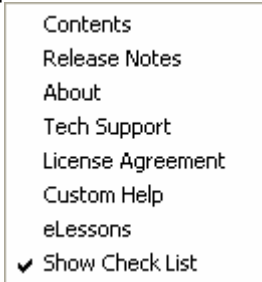 Contents
Release Notes
About
Tech Support
License Agreement
Custom Help
eLessons
Show Check List